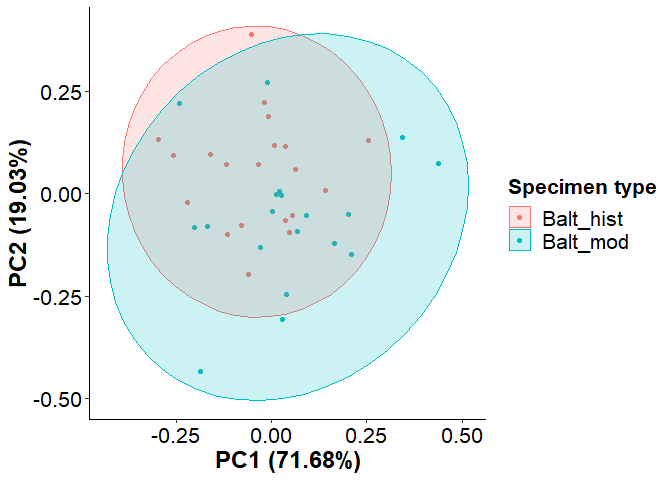 0.25
0.00
-0.25
-0.50
PC2 (19.03%)
-0.25
0.00
0.25
0.50
PC1 (71.68%)
Specimen type
Balt_hist
Balt_mod